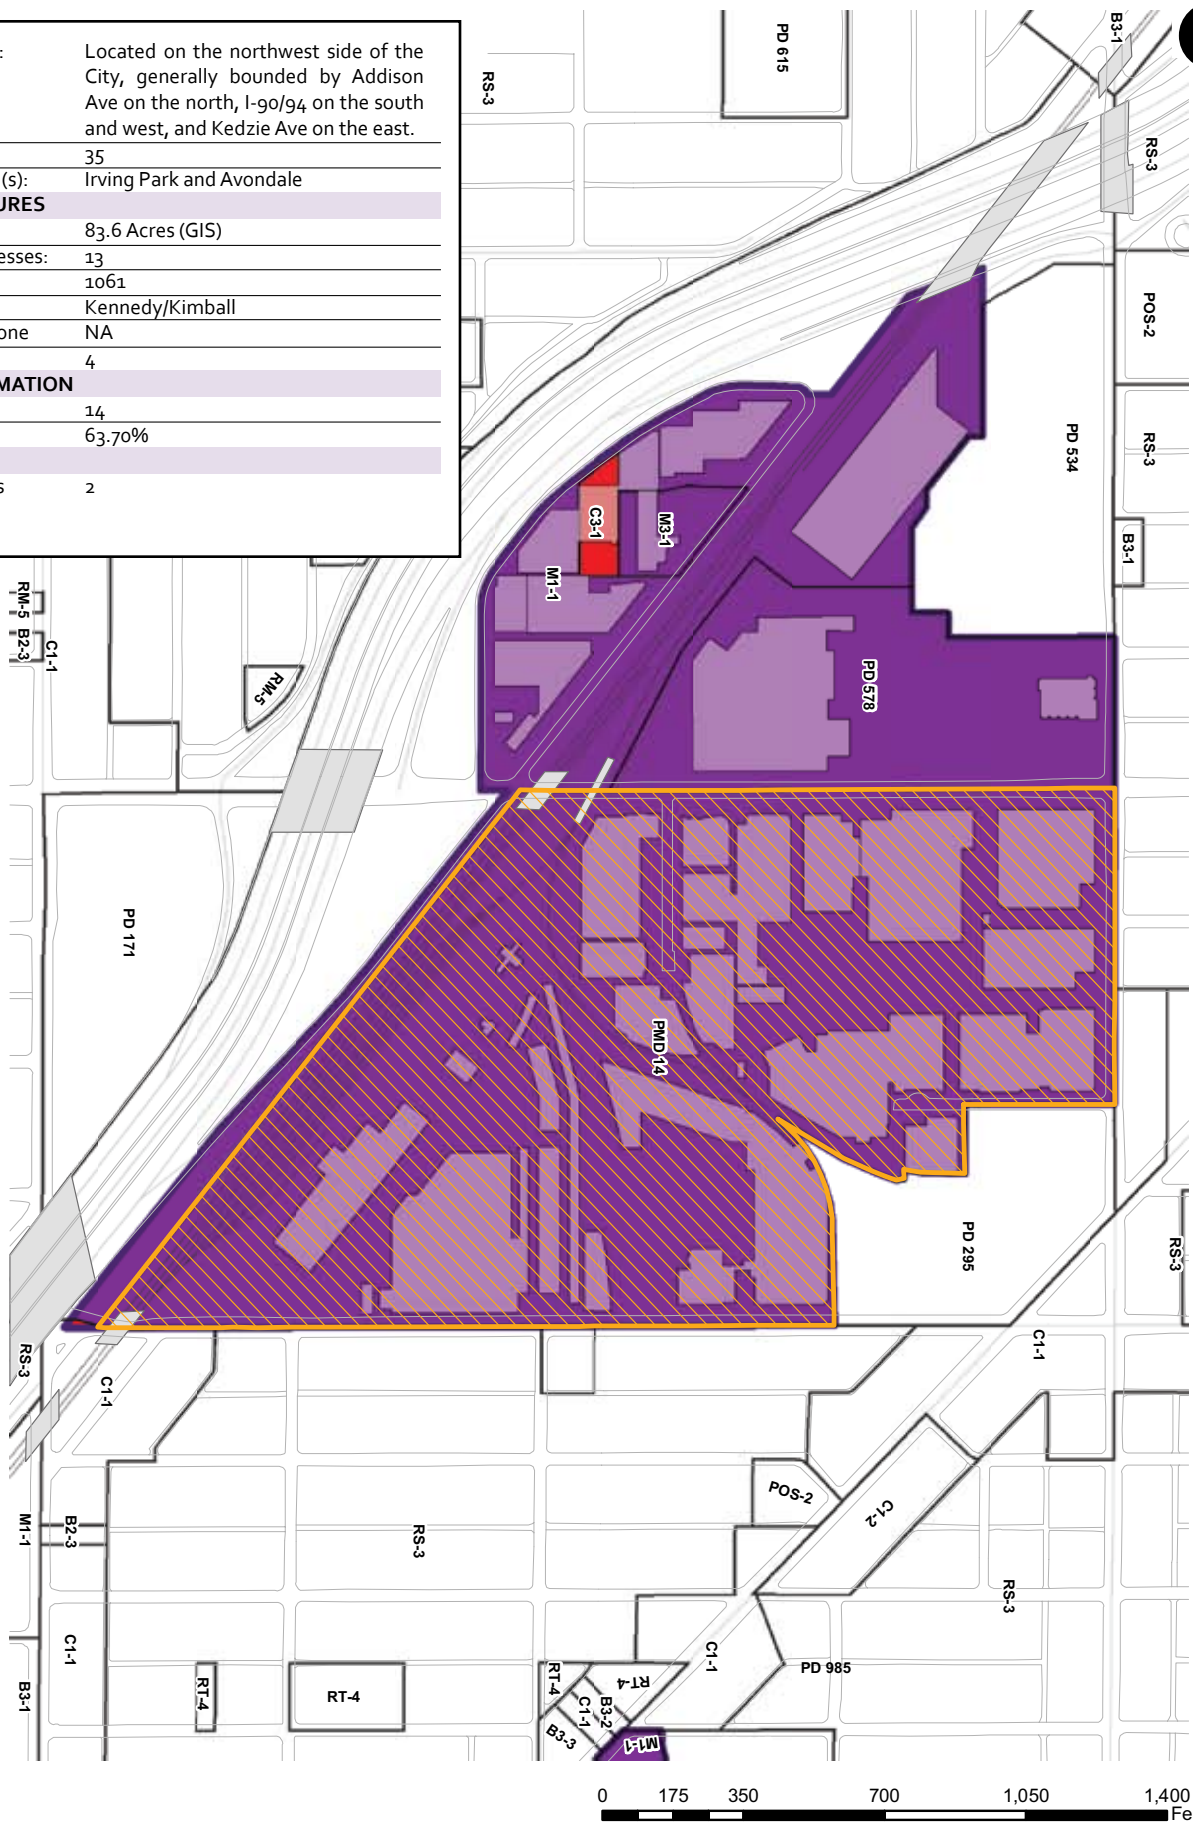 : Located on the northwest side of the
City, generally bounded by Addison
Ave on the north, I-90/94 on the south
and west, and Kedzie Ave on the east.
35
(s): Irving Park and Avondale
URES
83.6 Acres (GIS)
esses: 13
1061
Kennedy/Kimball
one NA
4
MATION
14
63.70%
s 2
RS-3
PD 615
B3-1
RS-3
POS-2
PD 534
RS-3
B3-1
C3-1
M3-1
M1-1
PD 578
RM-5
B2-3
C1-1
RM-5
PD 171
PMD 14
PD 295
RS-3
RS-3
C1-1
C1-1
POS-2
C1-2
M1-1
B2-3
RS-3
RS-3
C1-1
B3-1
RT-4
RT-4
RT-4
RT-4
C1-1
B3-2
B3-3
M1-1
C1-1
PD 985
0 175 350 700 1,050 1,400
Fe